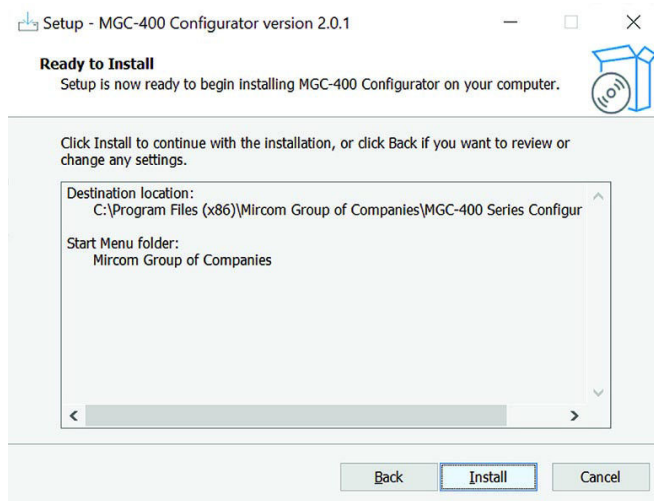 Setup - MGC-400 Configurator version 2.0.1
Ready to Install
Setup is now ready to begin installing MGC-400 Configurator on your computer.
Click Install to continue with the installation, or click Back if you want to review or
change any settings.
Destination location:
C:\Program Files (x86)\Mircom Group of Companies\MGC-400 Series Configur
Start Menu folder:
Mircom Group of Companies
Back
Install
Cancel